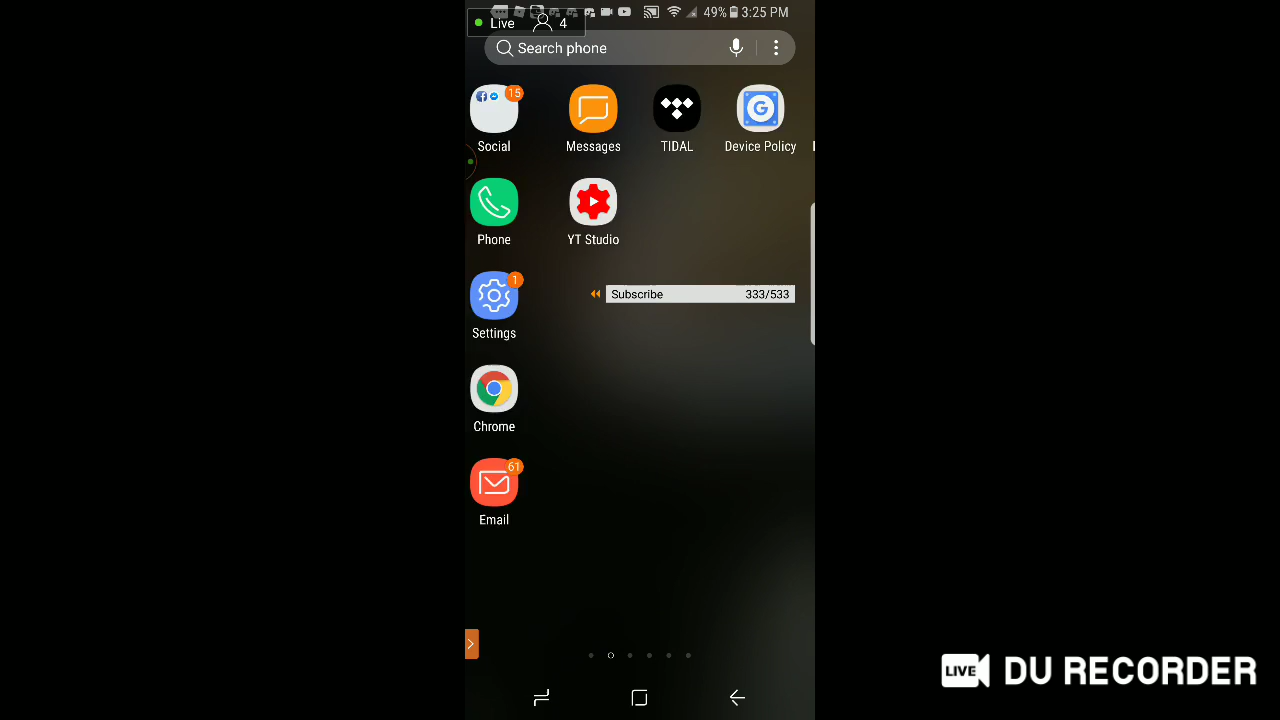 49% 3:25 PM
Live 4
Search phone
15
Social
Messages
TIDAL
Device Policy
Phone
YT Studio
1
Settings
Subscribe 333/533
Chrome
61
Email
LIVE DU RECORDER